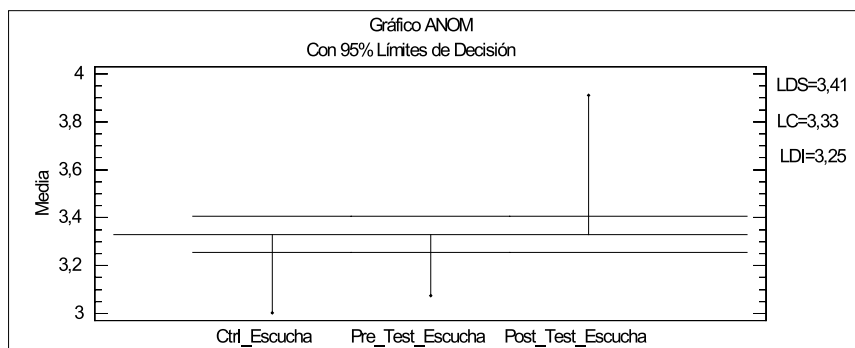 Gráfico ANOM
Con 95% Límites de Decisión
4
3,8
3,6
3,4
3,2
3
Media
LDS=3,41
LC=3,33
LDI=3,25
Ctrl_Escucha Pre_Test_Escucha Post_Test_Escucha